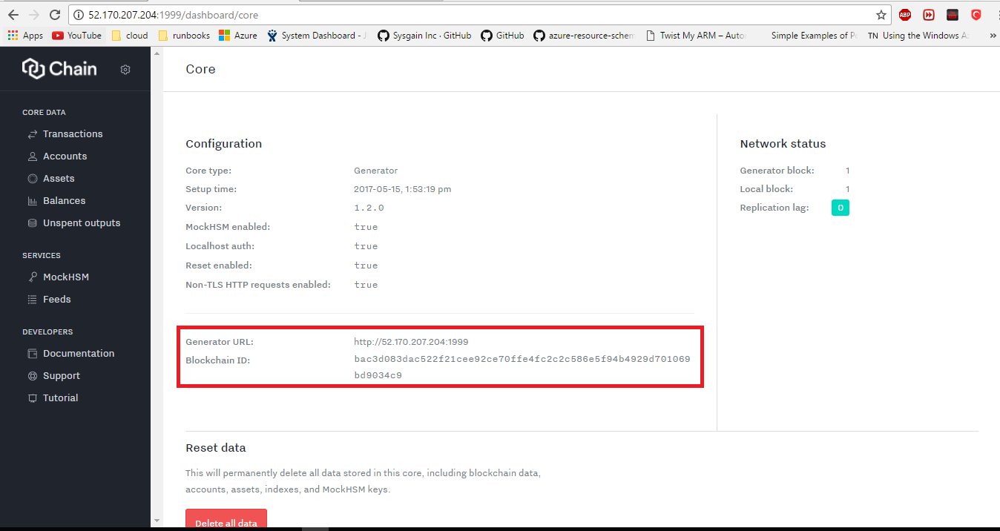 52.170.207.204:1999/dashboard/core
ABP
Apps YouTube cloud runbooks Azure System Dashboard - Sysgain Inc · GitHub GitHub azure-resource-schem Twist My ARM – Auto Simple Examples of P TN Using the Windows A »
Chain
Core
CORE DATA
Transactions
Accounts
Assets
Balances
Unspent outputs
SERVICES
MockHSM
Feeds
DEVELOPERS
Documentation
Support
Tutorial
Configuration
Core type: Generator
Setup time: 2017-05-15, 1:53:19 pm
Version: 1.2.0
MockHSM enabled: true
Localhost auth: true
Reset enabled: true
Non-TLS HTTP requests enabled: true
Generator URL: http://52.170.207.204:1999
Blockchain ID: bac3d083dac522f21cee92ce70ffe4fc2c2c586e5f94b4929d701069
bd9034c9
Network status
Generator block: 1
Local block: 1
Replication lag: 0
Reset data
This will permanently delete all data stored in this core, including blockchain data,
accounts, assets, indexes, and MockHSM keys.
Delete all data